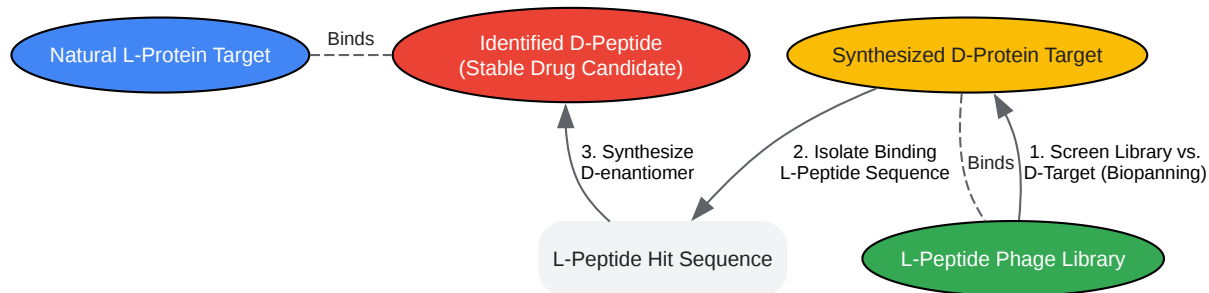 Natural L-Protein Target
Binds
Identified D-Peptide
(Stable Drug Candidate)
Synthesized D-Protein Target
3. Synthesize
D-enantiomer
2. Isolate Binding
L-Peptide Sequence
Binds
1. Screen Library vs.
D-Target (Biopanning)
L-Peptide Hit Sequence
L-Peptide Phage Library